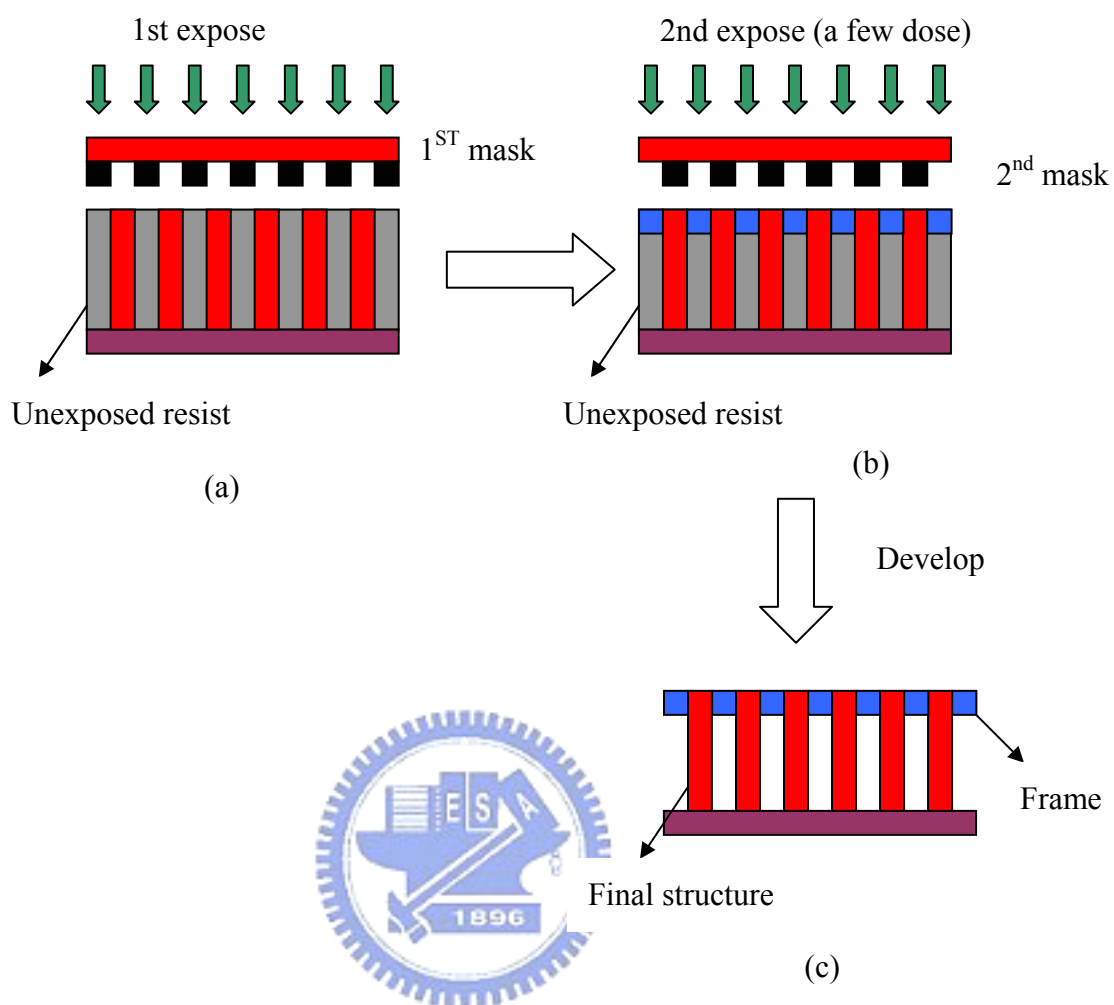 1st expose
2nd expose (a few dose)
1ST mask
2nd mask
Unexposed resist
Unexposed resist
(a)
(b)
Develop
Frame
Final structure
(c)
E S A
1896